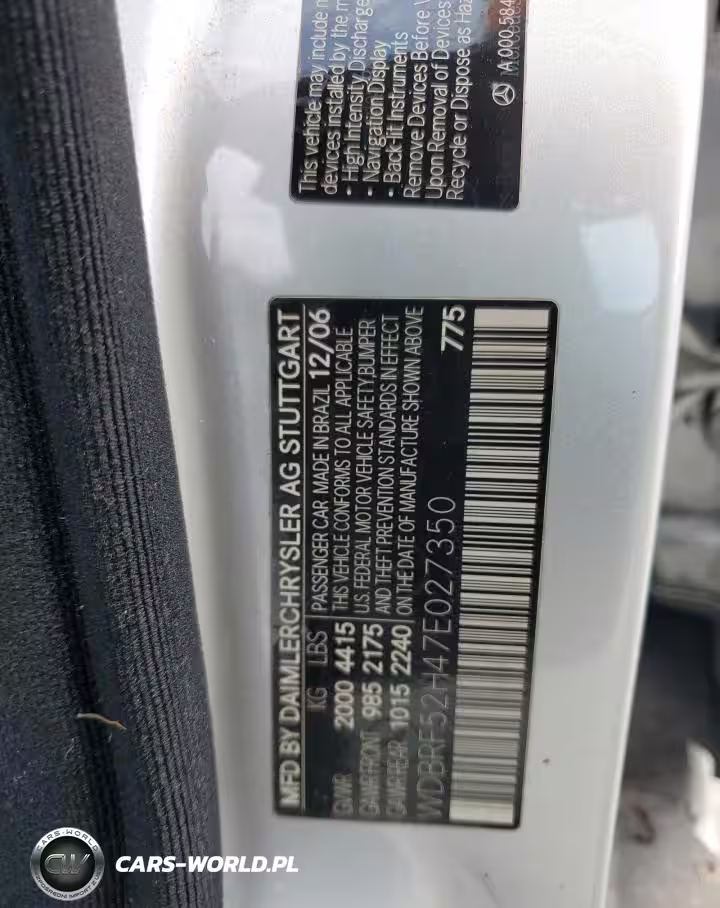 This vehicle may include
devices installed by the m
• High Intensity Discharge
• Navigation Display
• Back-lit Instruments
Remove Devices Before V
Upon Removal of Devices
Recycle or Dispose as Haz
A 000 584
MFD BY DAIMLERCHRYSLER AG STUTTGART
KG LBS PASSENGER CAR MADE IN BRAZIL 12/06
GVWR 2000 4415 THIS VEHICLE CONFORMS TO ALL APPLICABLE
GAWR-FRONT 985 2175 U.S. FEDERAL MOTOR VEHICLE SAFETY,BUMPER
GAWR-REAR 1015 2240 AND THEFT PREVENTION STANDARDS IN EFFECT
ON THE DATE OF MANUFACTURE SHOWN ABOVE
WDBRF52H47E027350 775
CARS-WORLD
CW
CARS-WORLD.PL